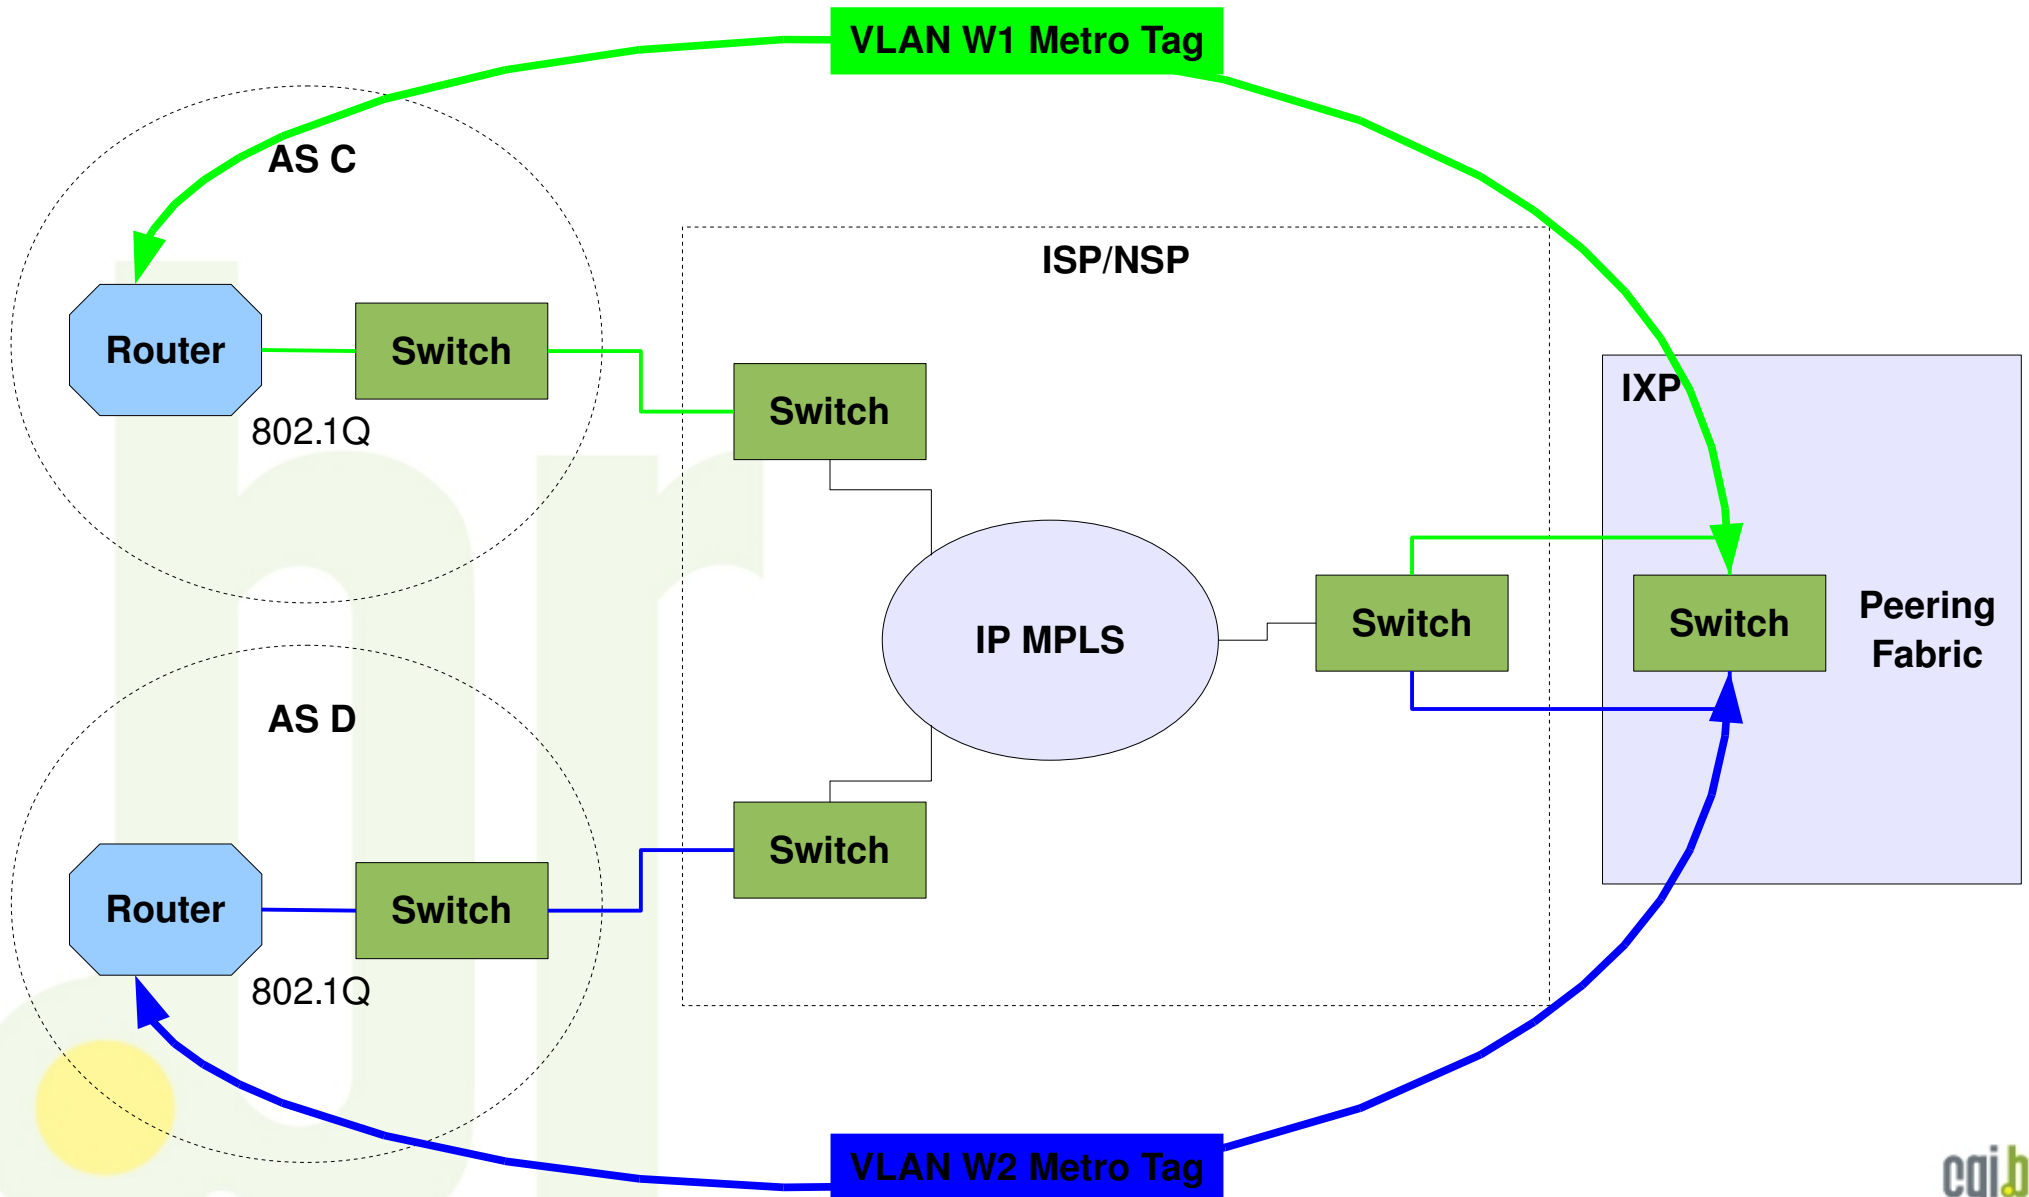 VLAN W1 Metro Tag
AS C
ISP/NSP
Router
Switch
802.1Q
Switch
IXP
IP MPLS
Switch
Switch
Peering
Fabric
AS D
Switch
Router
Switch
802.1Q
VLAN W2 Metro Tag